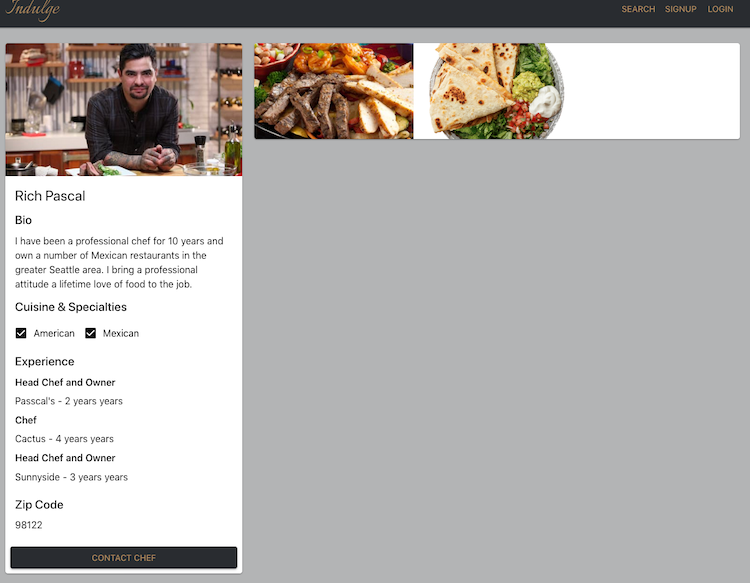 Indulge
SEARCH SIGNUP LOGIN
Rich Pascal
Bio
I have been a professional chef for 10 years and
own a number of Mexican restaurants in the
greater Seattle area. I bring a professional
attitude a lifetime love of food to the job.
Cuisine & Specialties
American Mexican
Experience
Head Chef and Owner
Passcal's - 2 years years
Chef
Cactus - 4 years years
Head Chef and Owner
Sunnyside - 3 years years
Zip Code
98122
CONTACT CHEF